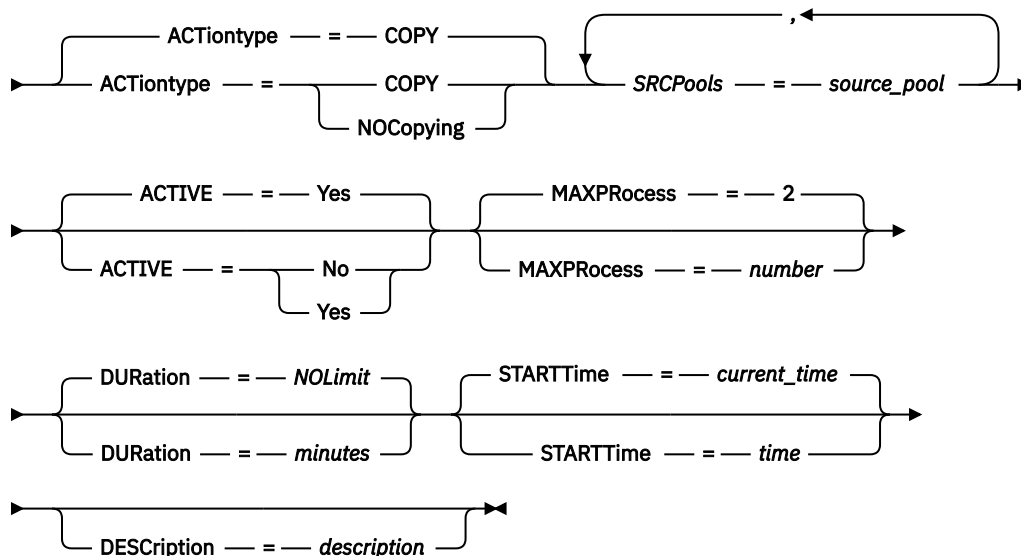 ,
ACTiontype = COPY
ACTiontype = COPY SRCPools = source_pool
NOCopying
ACTIVE = Yes MAXPRocess = 2
ACTIVE = No MAXPRocess = number
Yes
DURation = NOLimit STARTTime = current_time
DURation = minutes STARTTime = time
DESCription = description